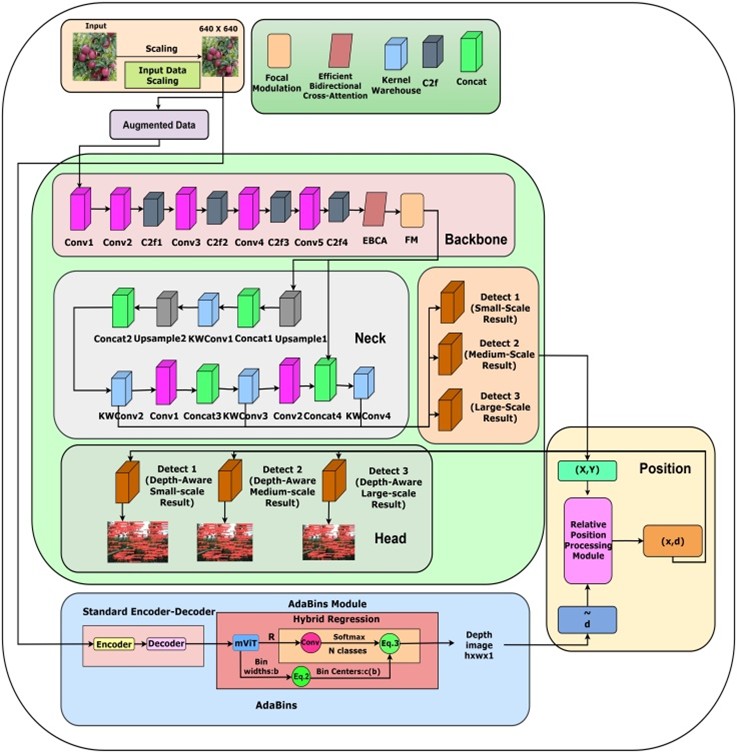 Input
640 X 640
Scaling
Input Data
Scaling
Focal
Modulation
Efficient
Bidirectional
Cross-Attention
Kernel
Warehouse
C2f
Concat
Augmented Data
Conv1
Conv2
C2f1
Conv3
C2f2
Conv4
C2f3
Conv5
C2f4
EBCA
FM
Backbone
Concat2
Upsample2
KWConv1
Concat1
Upsample1
Neck
KWConv2
Conv1
Concat3
KWConv3
Conv2
Concat4
KWConv4
Detect 1
(Small-Scale
Result)
Detect 2
(Medium-Scale
Result)
Detect 3
(Large-Scale
Result)
Detect 1
(Depth-Aware
Small-scale
Result)
Detect 2
(Depth-Aware
Medium-scale
Result)
Detect 3
(Depth-Aware
Large-scale
Result)
Head
Position
(X,Y)
Relative
Position
Processing
Module
(x,d)
~
d
AdaBins Module
Standard Encoder-Decoder
Hybrid Regression
Encoder
Decoder
mViT
R
Conv
Softmax
N classes
Eq.3
Bin
widths:b
Eq.2
Bin Centers:c(b)
Depth
image
hxwx1
AdaBins